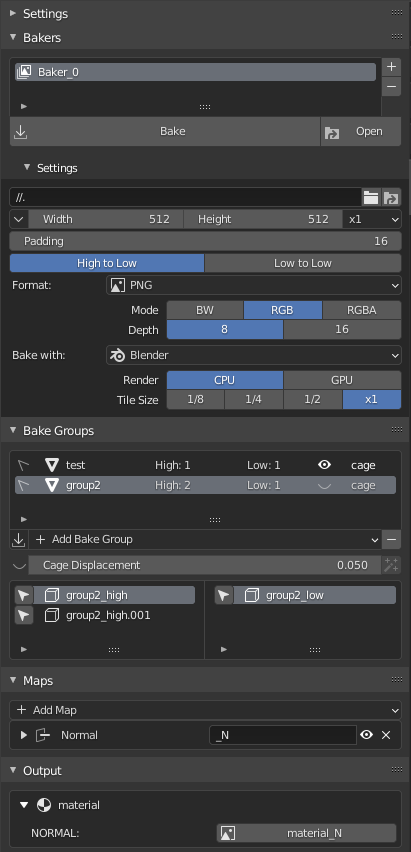 Settings
Bakers
Baker_0
Bake Open
Settings
//.
Width 512 Height 512 x1
Padding 16
High to Low Low to Low
Format: PNG
Mode BW RGB RGBA
Depth 8 16
Bake with: Blender
Render CPU GPU
Tile Size 1/8 1/4 1/2 x1
Bake Groups
test High: 1 Low: 1 cage
group2 High: 2 Low: 1 cage
Add Bake Group
Cage Displacement 0.050
group2_high group2_low
group2_high.001
Maps
Add Map
Normal _N
Output
material
NORMAL: material_N